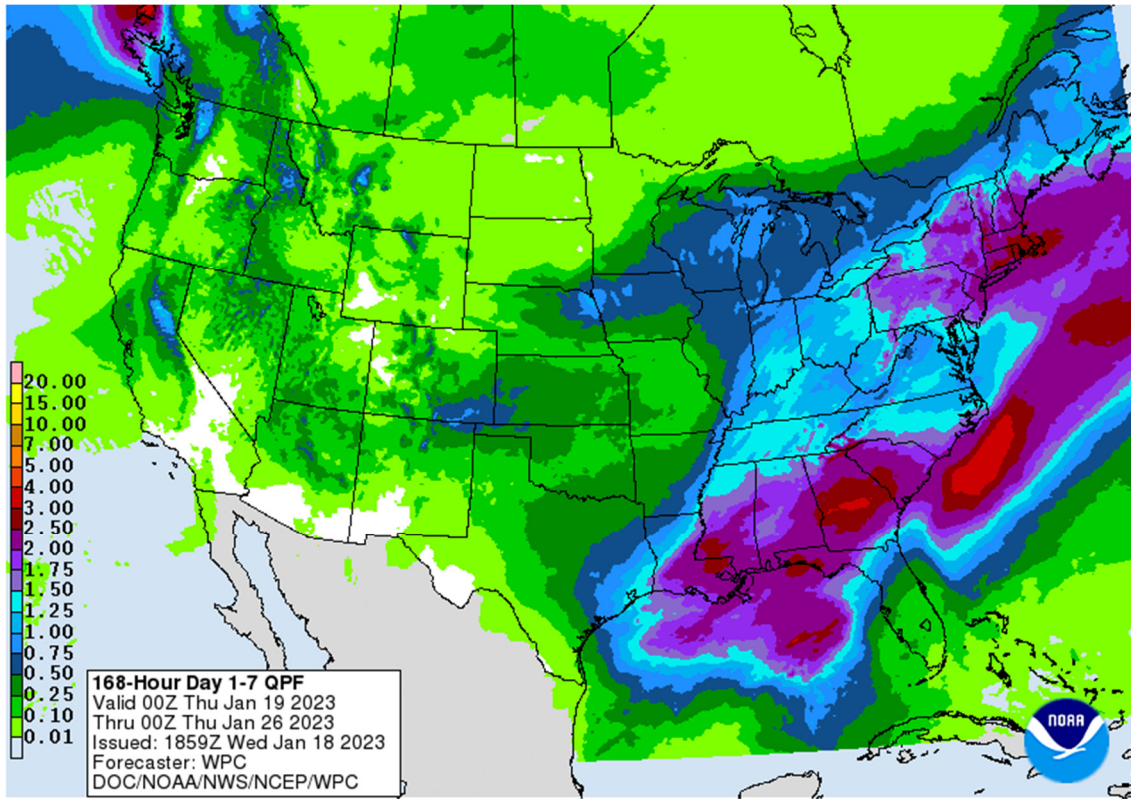 20.00
15.00
10.00
7.00
5.00
4.00
3.00
2.50
2.00
1.75
1.50
1.25
1.00
0.75
0.50
0.25
0.10
0.01
168-Hour Day 1-7 QPF
Valid 00Z Thu Jan 19 2023
Thru 00Z Thu Jan 26 2023
Issued: 1859Z Wed Jan 18 2023
Forecaster: WPC
DOC/NOAA/NWS/NCEP/WPC
NOAA